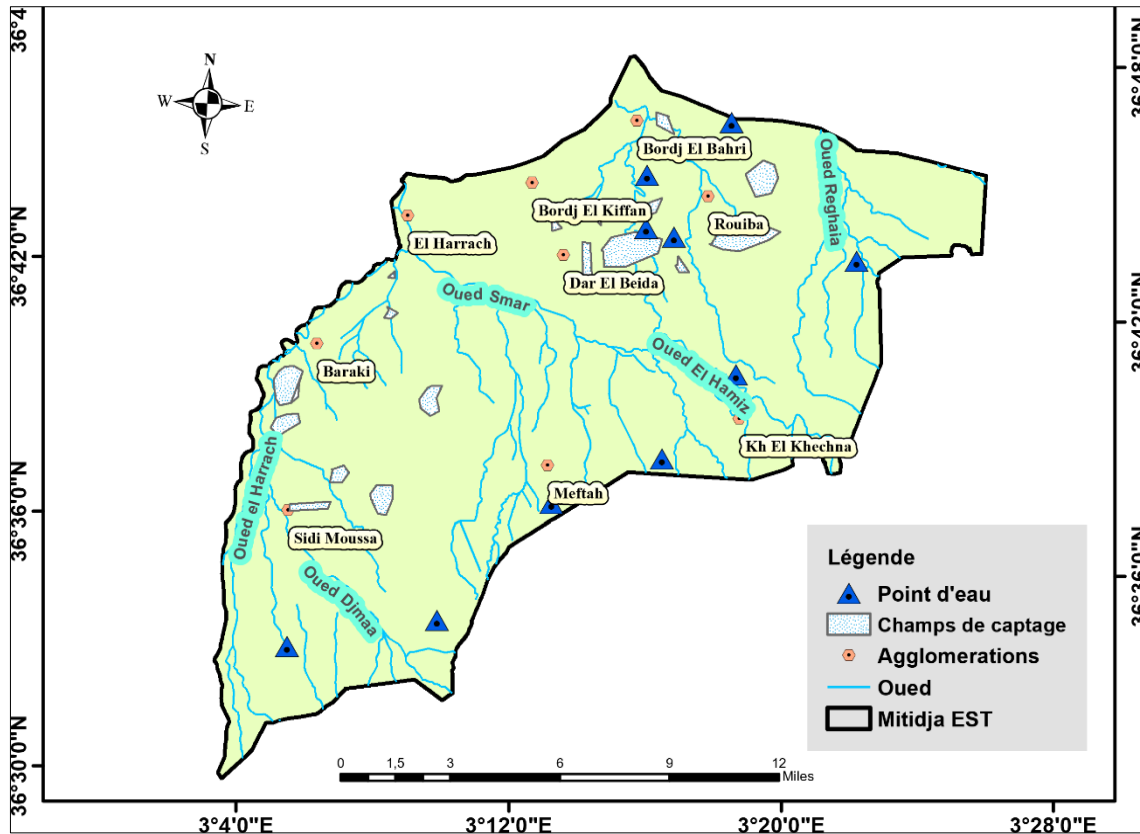 36°4
36°48'0"N
N
W
E
S
Bordj El Bahri
Oued Reghaia
Bordj El Kiffan
Rouiba
El Harrach
36°42'0"N
Dar El Beida
Oued Smar
36°42'0"N
Oued El Hamiz
Baraki
Kh El Khechna
Oued el Harrach
Meftah
36°36'0"N
Sidi Moussa
Oued Djmaa
36°36'0"N
Légende
Point d'eau
Champs de captage
Agglomerations
Oued
Mitidja EST
36°30'0"N
0 1,5 3 6 9 12
Miles
3°4'0"E 3°12'0"E 3°20'0"E 3°28'0"E